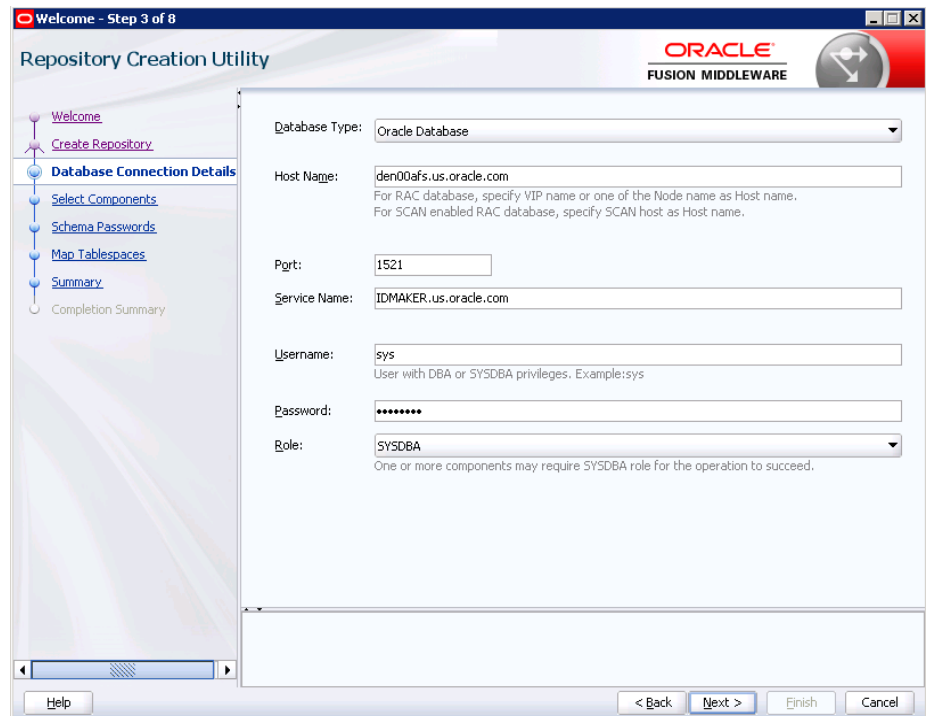 Welcome - Step 3 of 8
Repository Creation Utility
ORACLE
FUSION MIDDLEWARE
Welcome
Create Repository
Database Connection Details
Select Components
Schema Passwords
Map Tablespaces
Summary
Completion Summary
Database Type: Oracle Database
Host Name: den00afs.us.oracle.com
For RAC database, specify VIP name or one of the Node name as Host name.
For SCAN enabled RAC database, specify SCAN host as Host name.
Port: 1521
Service Name: IDMAKER.us.oracle.com
Username: sys
User with DBA or SYSDBA privileges. Example:sys
Password: ••••••••
Role: SYSDBA
One or more components may require SYSDBA role for the operation to succeed.
Help
< Back
Next >
Finish
Cancel